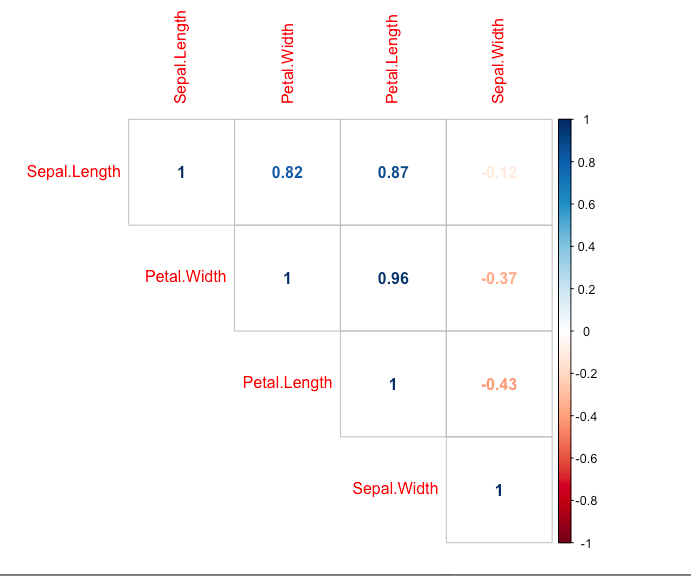 Sepal.Length
Petal.Width
Petal.Length
Sepal.Width
Sepal.Length 1 0.82 0.87 -0.12
Petal.Width 1 0.96 -0.37
Petal.Length 1 -0.43
Sepal.Width 1
1
0.8
0.6
0.4
0.2
0
-0.2
-0.4
-0.6
-0.8
-1